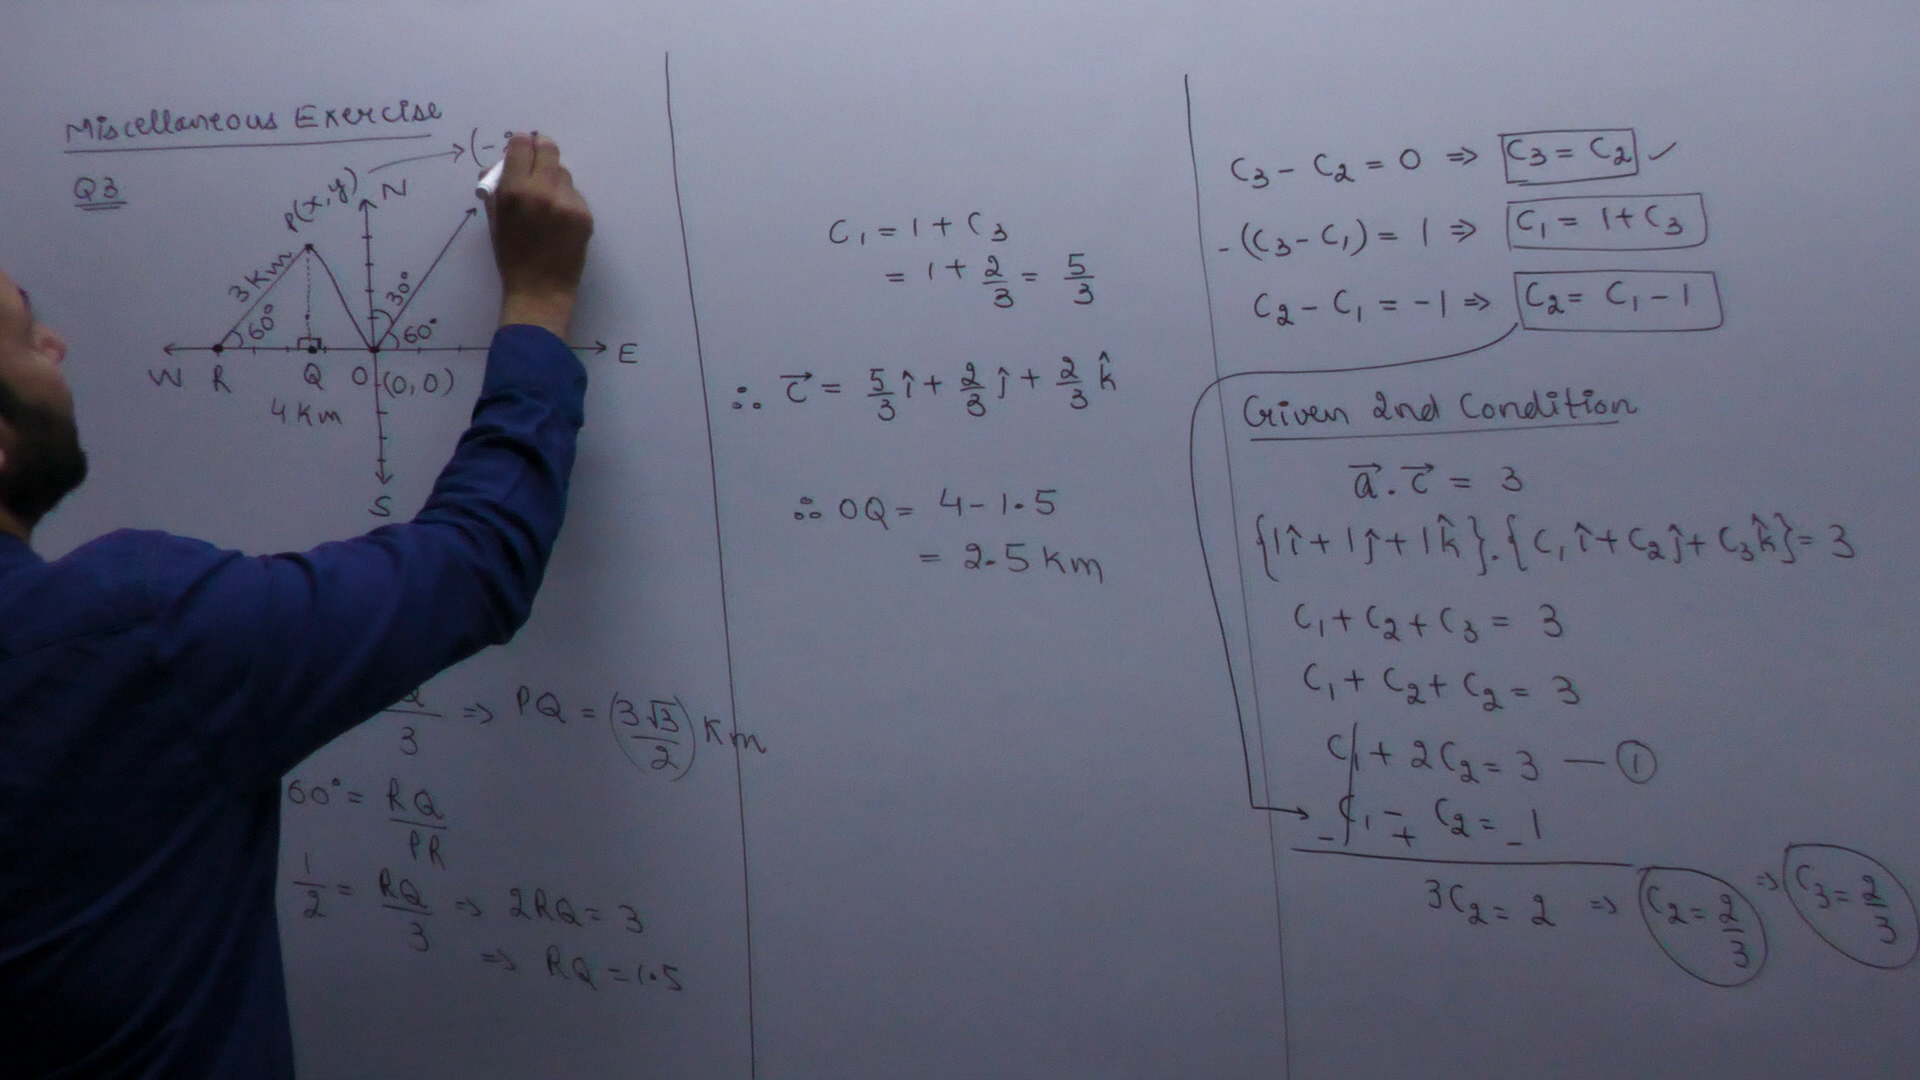 Miscellaneous Exercise
Q3
P(x,y) → (-
N
3 Km
60°
30°
60°
W R Q O (0,0) E
4 Km
S
3 ⇒ PQ = (3√3/2) Km
60° = RQ/PR
1/2 = RQ/3 ⇒ 2RQ = 3
⇒ RQ = 1.5
C₁ = 1 + C₃
= 1 + 2/3 = 5/3
∴ c⃗ = 5/3 î + 2/3 ĵ + 2/3 k̂
∴ OQ = 4 - 1.5
= 2.5 Km
C₃ - C₂ = 0 ⇒ C₃ = C₂ ✓
-(C₃ - C₁) = 1 ⇒ C₁ = 1 + C₃
C₂ - C₁ = -1 ⇒ C₂ = C₁ - 1
Given 2nd Condition
a⃗ . c⃗ = 3
{1î + 1ĵ + 1k̂}.{C₁î + C₂ĵ + C₃k̂} = 3
C₁ + C₂ + C₃ = 3
C₁ + C₂ + C₂ = 3
C₁ + 2C₂ = 3 — ①
C₁ - C₂ = 1
- + -
3C₂ = 2 ⇒ C₂ = 2/3 ⇒ C₃ = 2/3